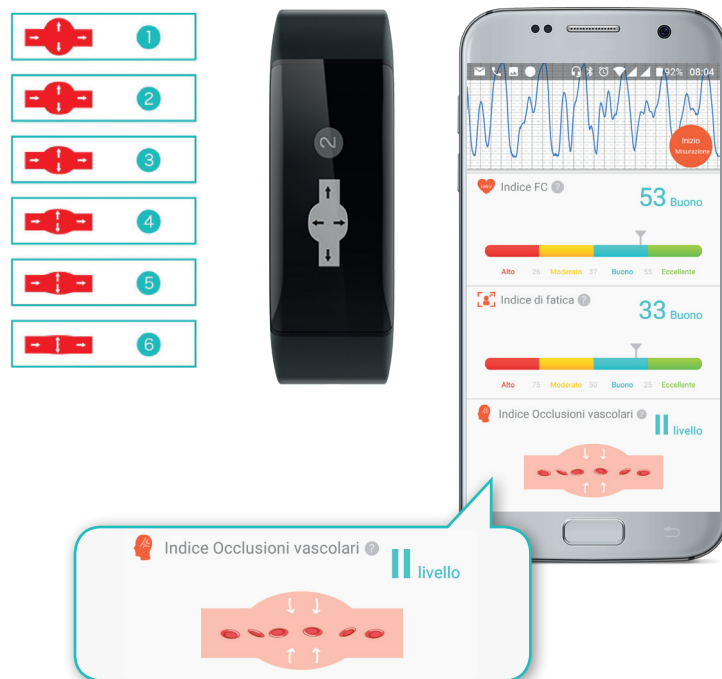 1
2
3
4
5
6
2
92% 08:04
Inizio
Misurazione
HRV
Indice FC ?
53 Buono
Alto 26 Moderato 37 Buono 55 Eccellente
Indice di fatica ?
33 Buono
Alto 75 Moderato 50 Buono 25 Eccellente
Indice Occlusioni vascolari ?
II livello
Indice Occlusioni vascolari ?
II livello